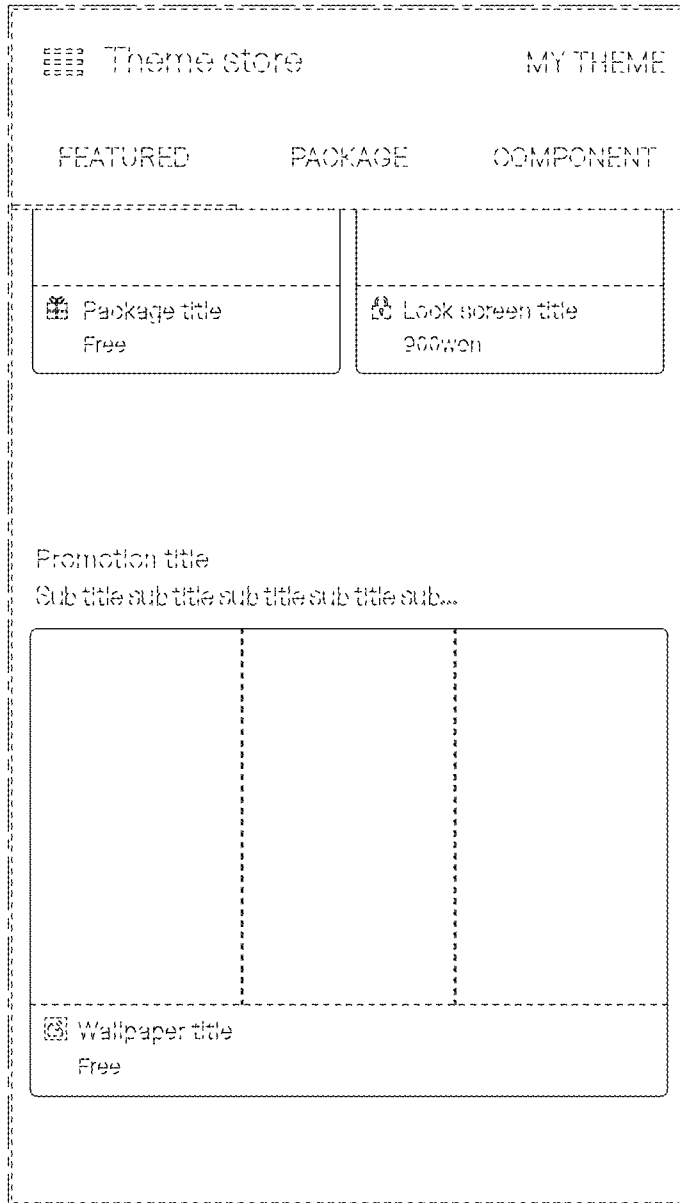 Theme store
MY THEME
FEATURED
PACKAGE
COMPONENT
Package title
Free
Lock screen title
900won
Promotion title
Sub title sub title sub title sub title sub...
Wallpaper title
Free